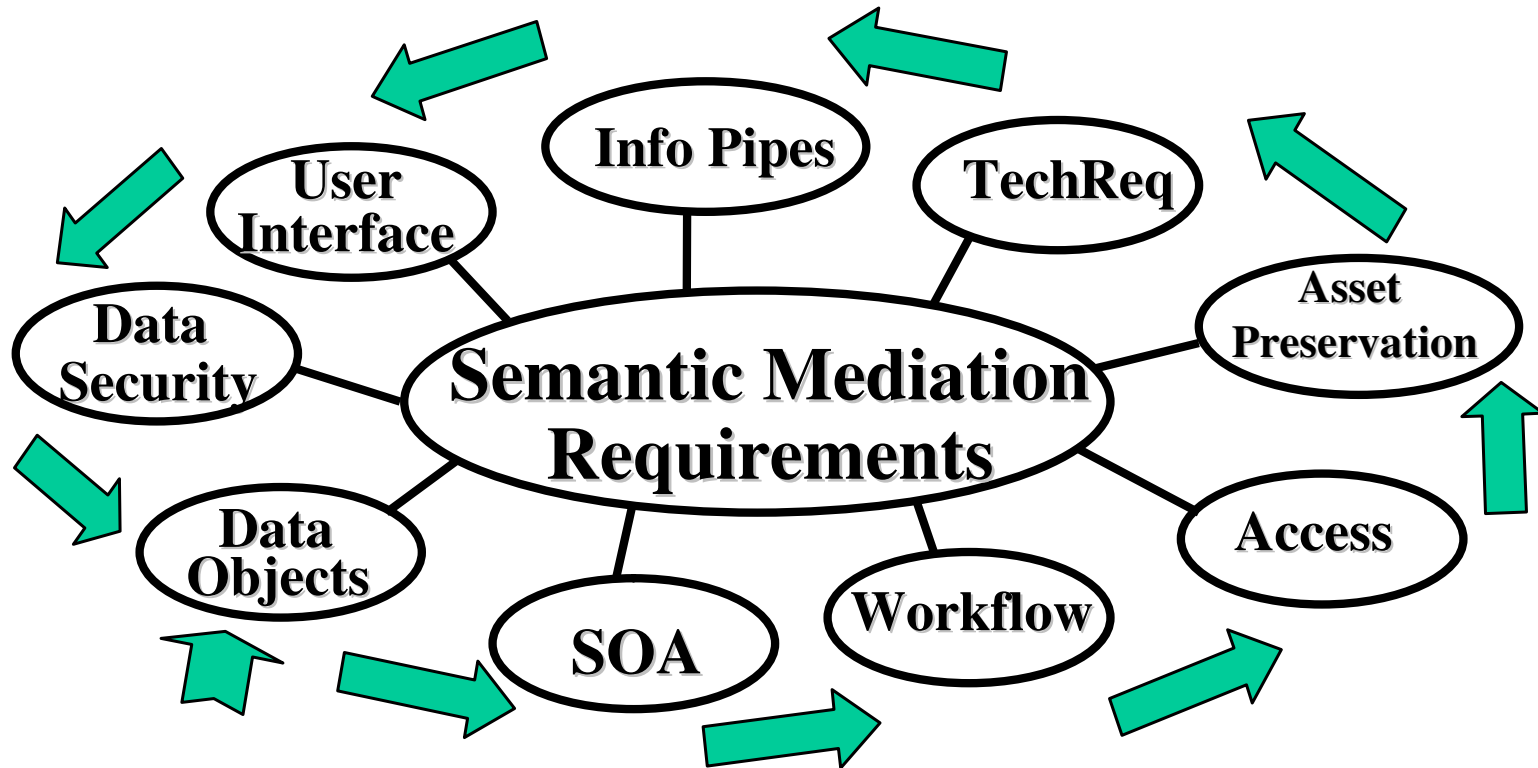 Info Pipes
TechReq
User
Interface
Asset
Preservation
Data
Security
Semantic Mediation
Requirements
Access
Data
Objects
Workflow
SOA